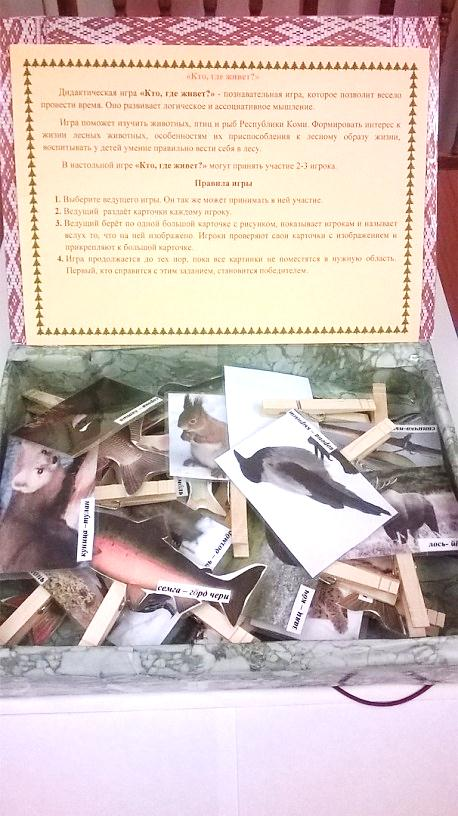 «Кто, где живет?»
Дидактическая игра «Кто, где живет?» - познавательная игра, которое позволит весело
провести время. Оно развивает логическое и ассоциативное мышление.
Игра поможет изучить животных, птиц и рыб Республики Коми. Формировать интерес к
жизни лесных животных, особенностям их приспособления к лесному образу жизни,
воспитывать у детей умение правильно вести себя в лесу.
В настольной игре «Кто, где живет?» могут принять участие 2-3 игрока.
Правила игры
1. Выберите ведущего игры. Он так же может принимать в ней участие.
2. Ведущий раздаёт карточки каждому игроку.
3. Ведущий берёт по одной большой карточке с рисунком, показывает игрокам и называет
вслух то, что на ней изображено. Игроки проверяют свои карточки с изображением и
прикрепляют к большой карточке.
4. Игра продолжается до тех пор, пока все картинки не поместятся в нужную область.
Первый, кто справится с этим заданием, становится победителем.
куница –тулан
лось- й
семга – гӧрд чери
заяц – кӧч